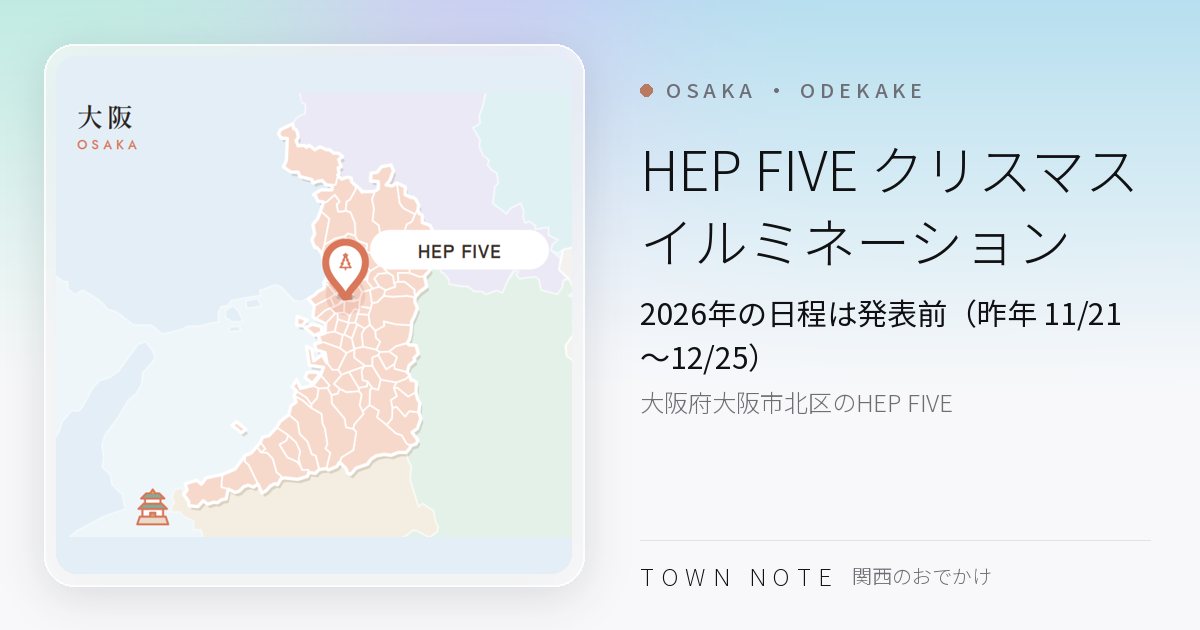 大阪
OSAKA
HEP FIVE
OSAKA • ODEKAKE
HEP FIVE クリスマス
イルミネーション
2026年の日程は発表前（昨年 11/21
〜12/25）
大阪府大阪市北区のHEP FIVE
TOWN NOTE 関西のおでかけ